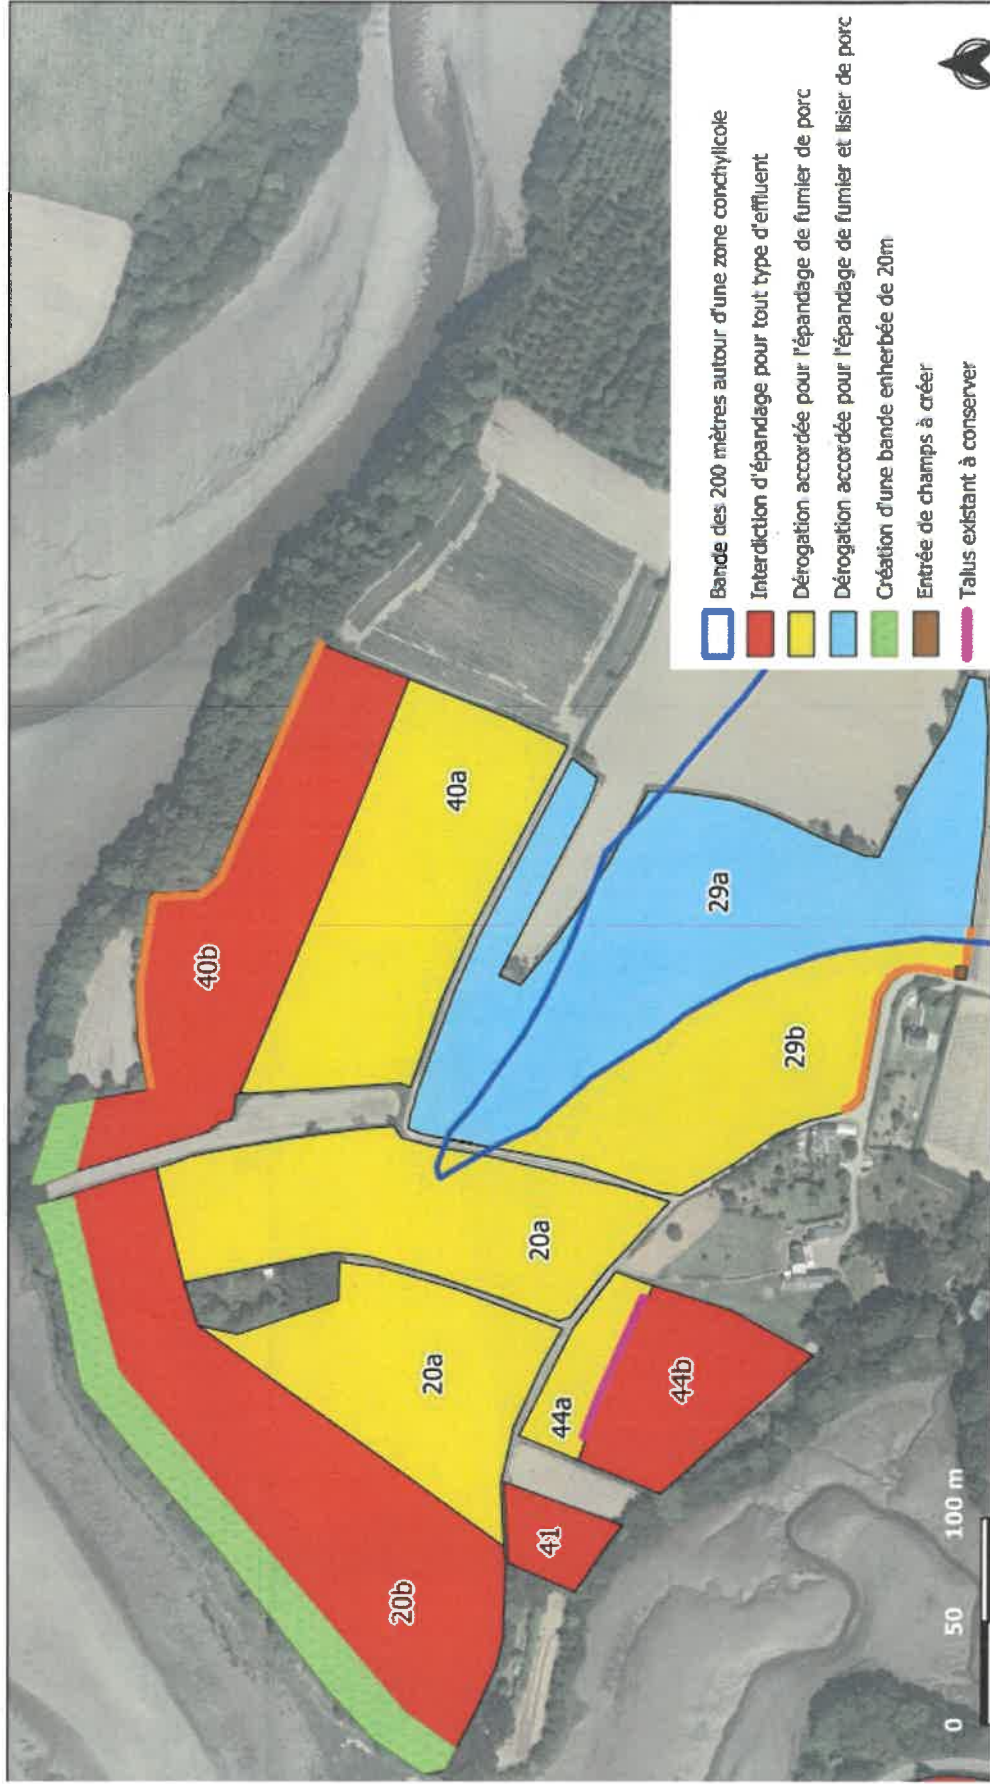 40b
40a
20a
29a
29b
20a
44a
44b
41
20b
Bande des 200 mètres autour d'une zone conchylicole
Interdiction d'épandage pour tout type d'effluent
Dérogation accordée pour l'épandage de fumier de porc
Dérogation accordée pour l'épandage de fumier et lisier de porc
Création d'une bande enherbée de 20m
Entrée de champs à créer
Talus existant à conserver
0 50 100 m